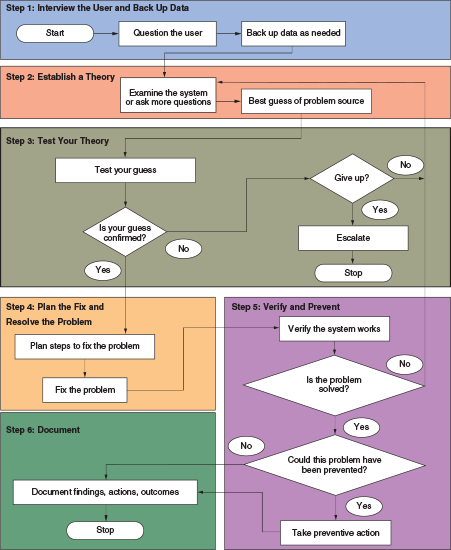 Step 1: Interview the User and Back Up Data
Start
Question the user
Back up data as needed
Step 2: Establish a Theory
Examine the system
or ask more questions
Best guess of problem source
Step 3: Test Your Theory
Test your guess
Give up?
No
Is your guess
confirmed?
No
Yes
Escalate
Yes
Stop
Step 4: Plan the Fix and
Resolve the Problem
Plan steps to fix the problem
Fix the problem
Step 5: Verify and Prevent
Verify the system works
No
Is the problem
solved?
Yes
Step 6: Document
No
Could this problem have
been prevented?
Yes
Document findings, actions, outcomes
Stop
Take preventive action